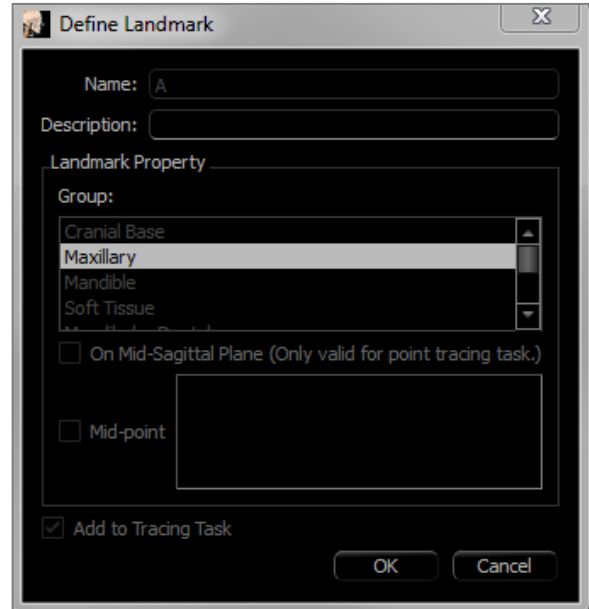 Define Landmark
Name: A
Description:
Landmark Property
Group:
Cranial Base
Maxillary
Mandible
Soft Tissue
On Mid-Sagittal Plane (Only valid for point tracing task.)
Mid-point
Add to Tracing Task
OK Cancel